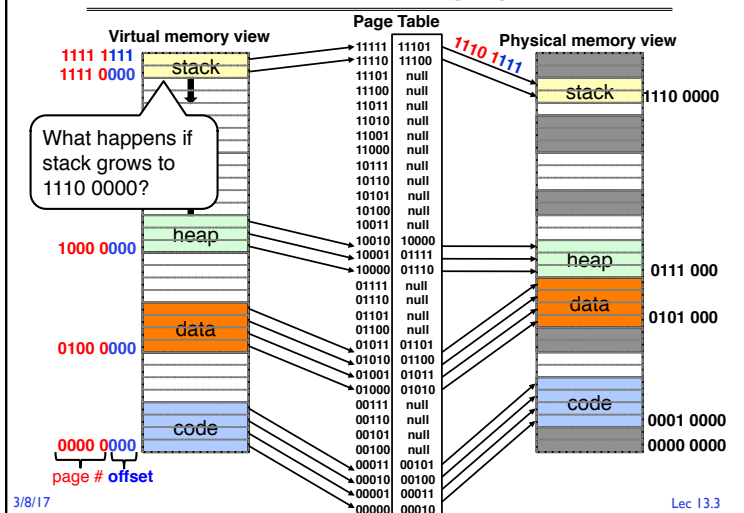 Page Table
Virtual memory view
Physical memory view
1111 1111
1111 0000
stack
What happens if
stack grows to
1110 0000?
heap
1000 0000
data
0100 0000
code
0000 0000
page # offset
11111 11101
11110 11100
11101 null
11100 null
11011 null
11010 null
11001 null
11000 null
10111 null
10110 null
10101 null
10100 null
10011 null
10010 10000
10001 01111
10000 01110
01111 null
01110 null
01101 null
01100 null
01011 01101
01010 01100
01001 01011
01000 01010
00111 null
00110 null
00101 null
00100 null
00011 00101
00010 00100
00001 00011
00000 00010
1110 1111
stack
1110 0000
heap
0111 000
data
0101 000
code
0001 0000
0000 0000
3/8/17
Lec 13.3